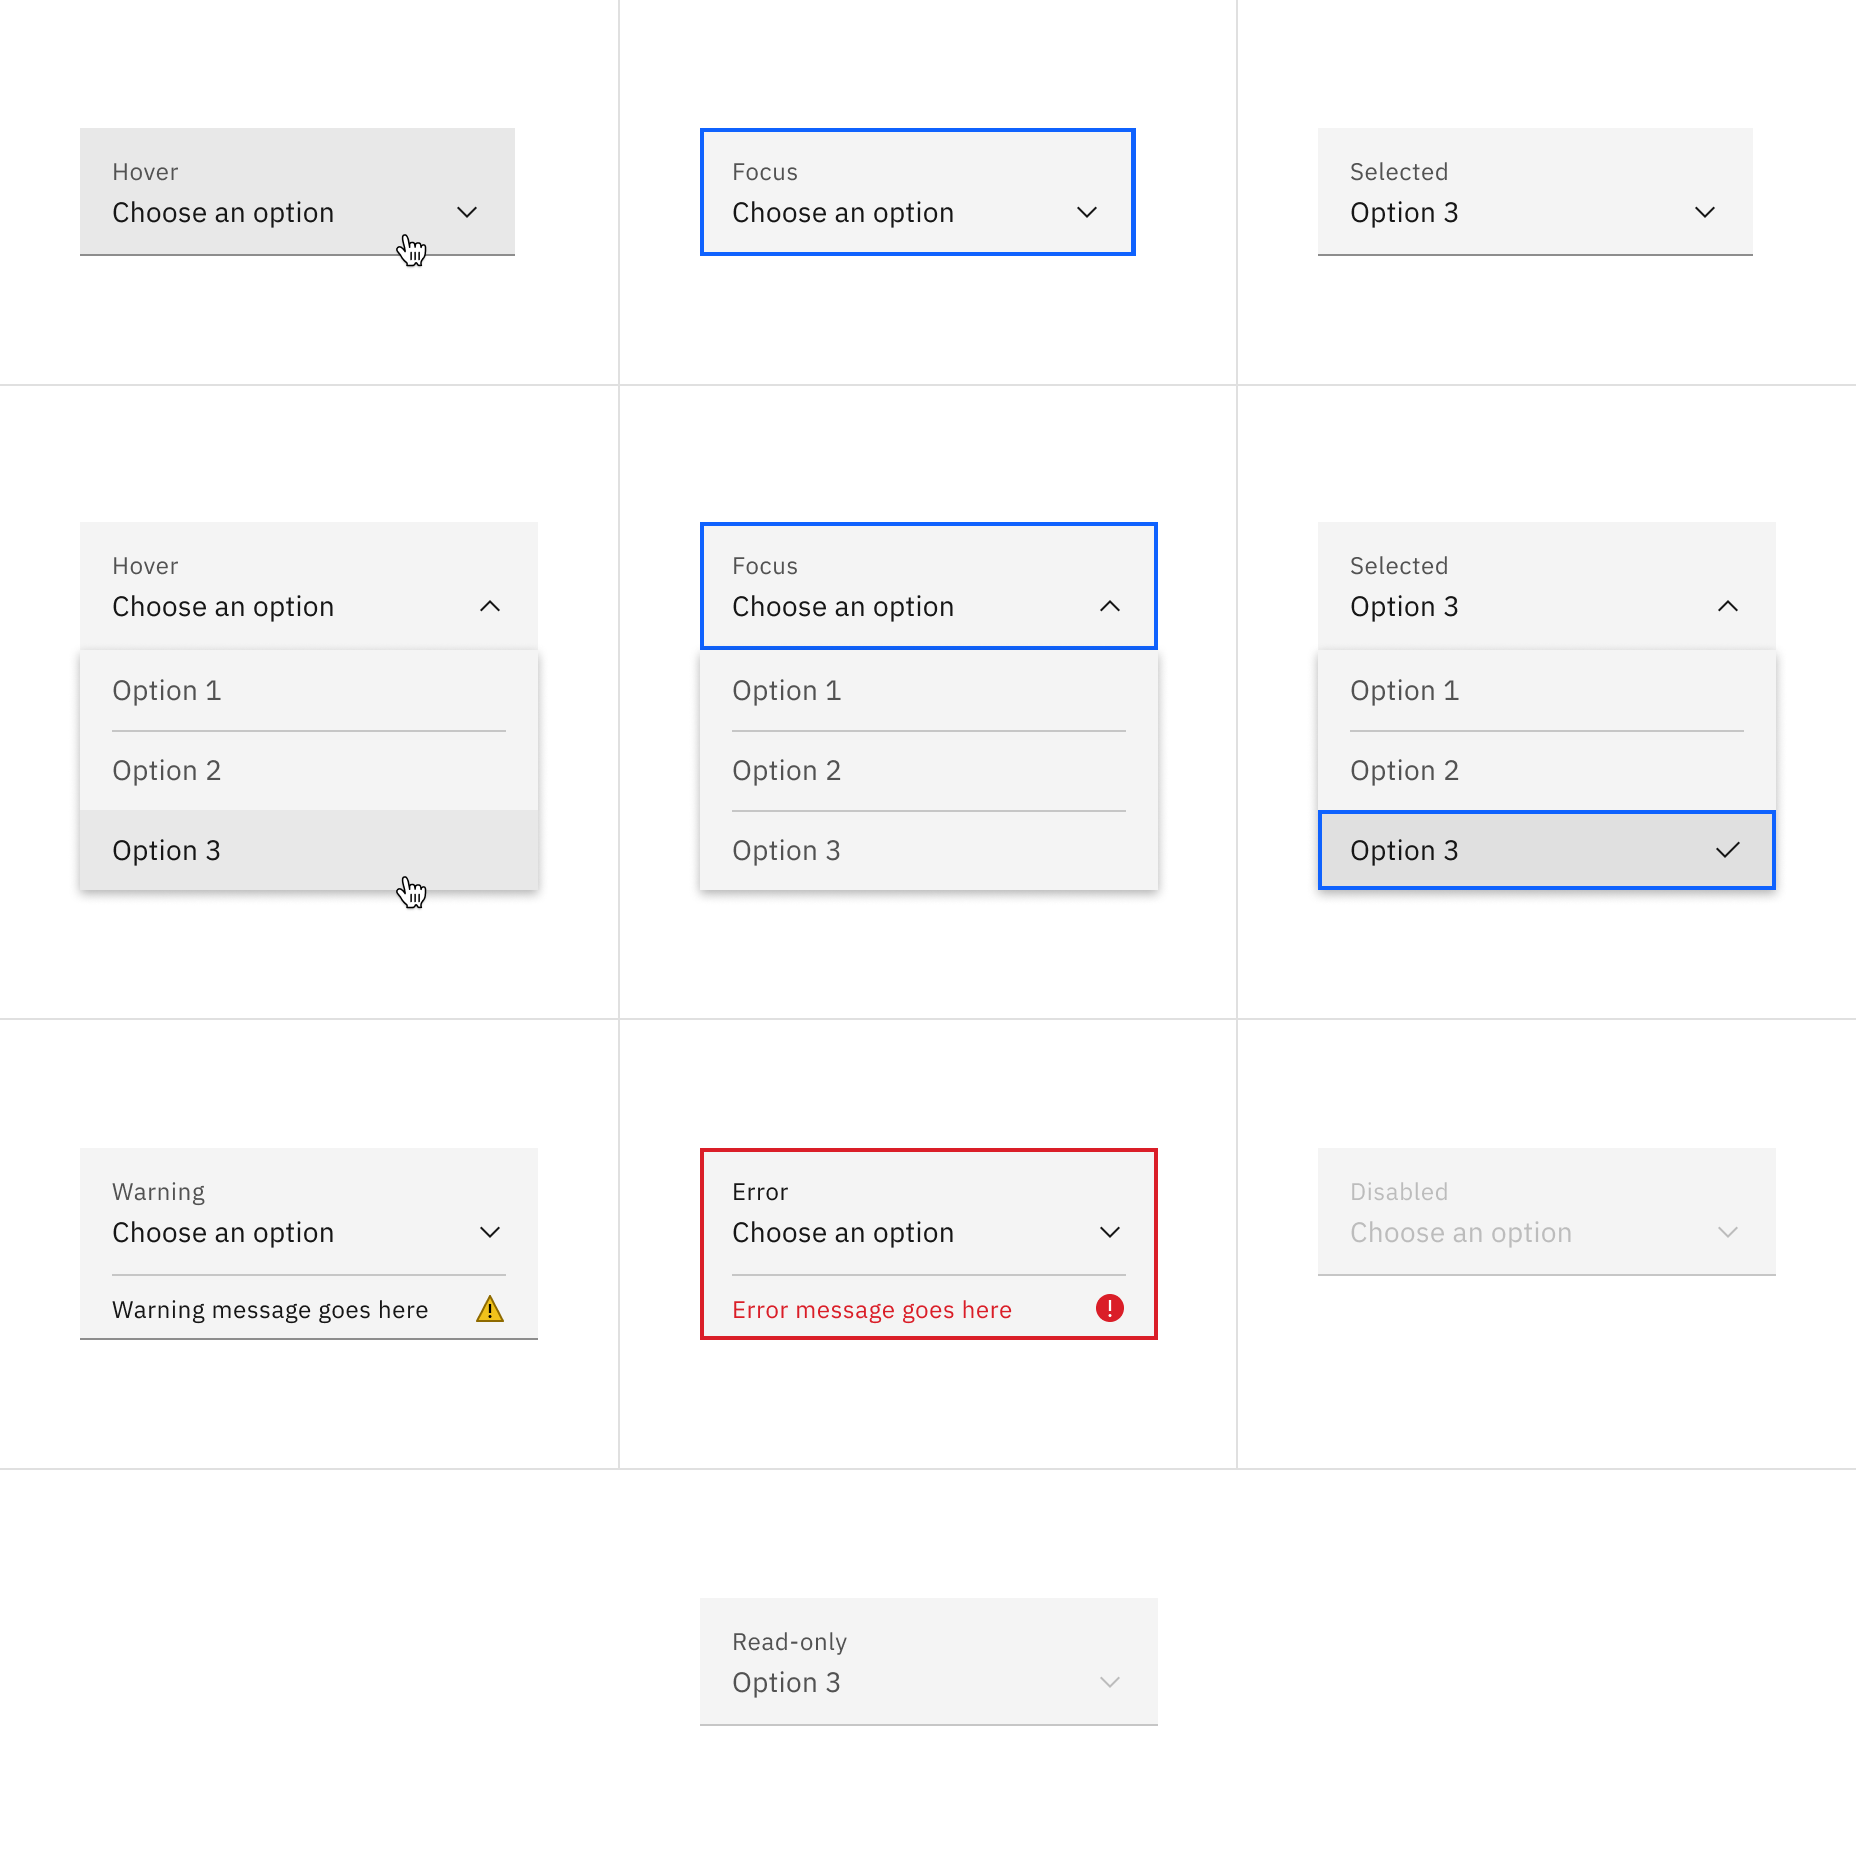 Hover
Choose an option
Focus
Choose an option
Selected
Option 3
Hover
Choose an option
Option 1
Option 2
Option 3
Focus
Choose an option
Option 1
Option 2
Option 3
Selected
Option 3
Option 1
Option 2
Option 3
Warning
Choose an option
Warning message goes here
Error
Choose an option
Error message goes here
Disabled
Choose an option
Read-only
Option 3